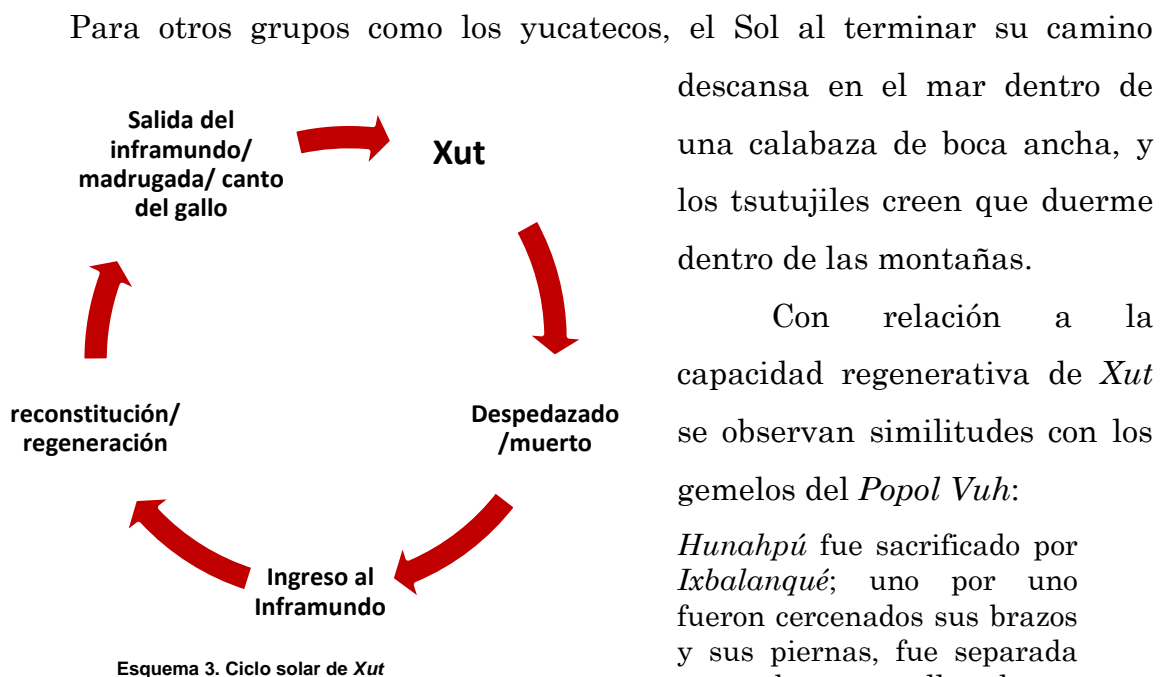 Para otros grupos como los yucatecos, el Sol al terminar su camino
descansa en el mar dentro de
una calabaza de boca ancha, y
los tsutujiles creen que duerme
dentro de las montañas.
Con relación a la
capacidad regenerativa de Xut
se observan similitudes con los
gemelos del Popol Vuh:
Hunahpú fue sacrificado por
Ixbalanqué; uno por uno
fueron cercenados sus brazos
y sus piernas, fue separada
Salida del
inframundo/
madrugada/ canto
del gallo
Xut
Despedazado
/muerto
Ingreso al
Inframundo
reconstitución/
regeneración
Esquema 3. Ciclo solar de Xut